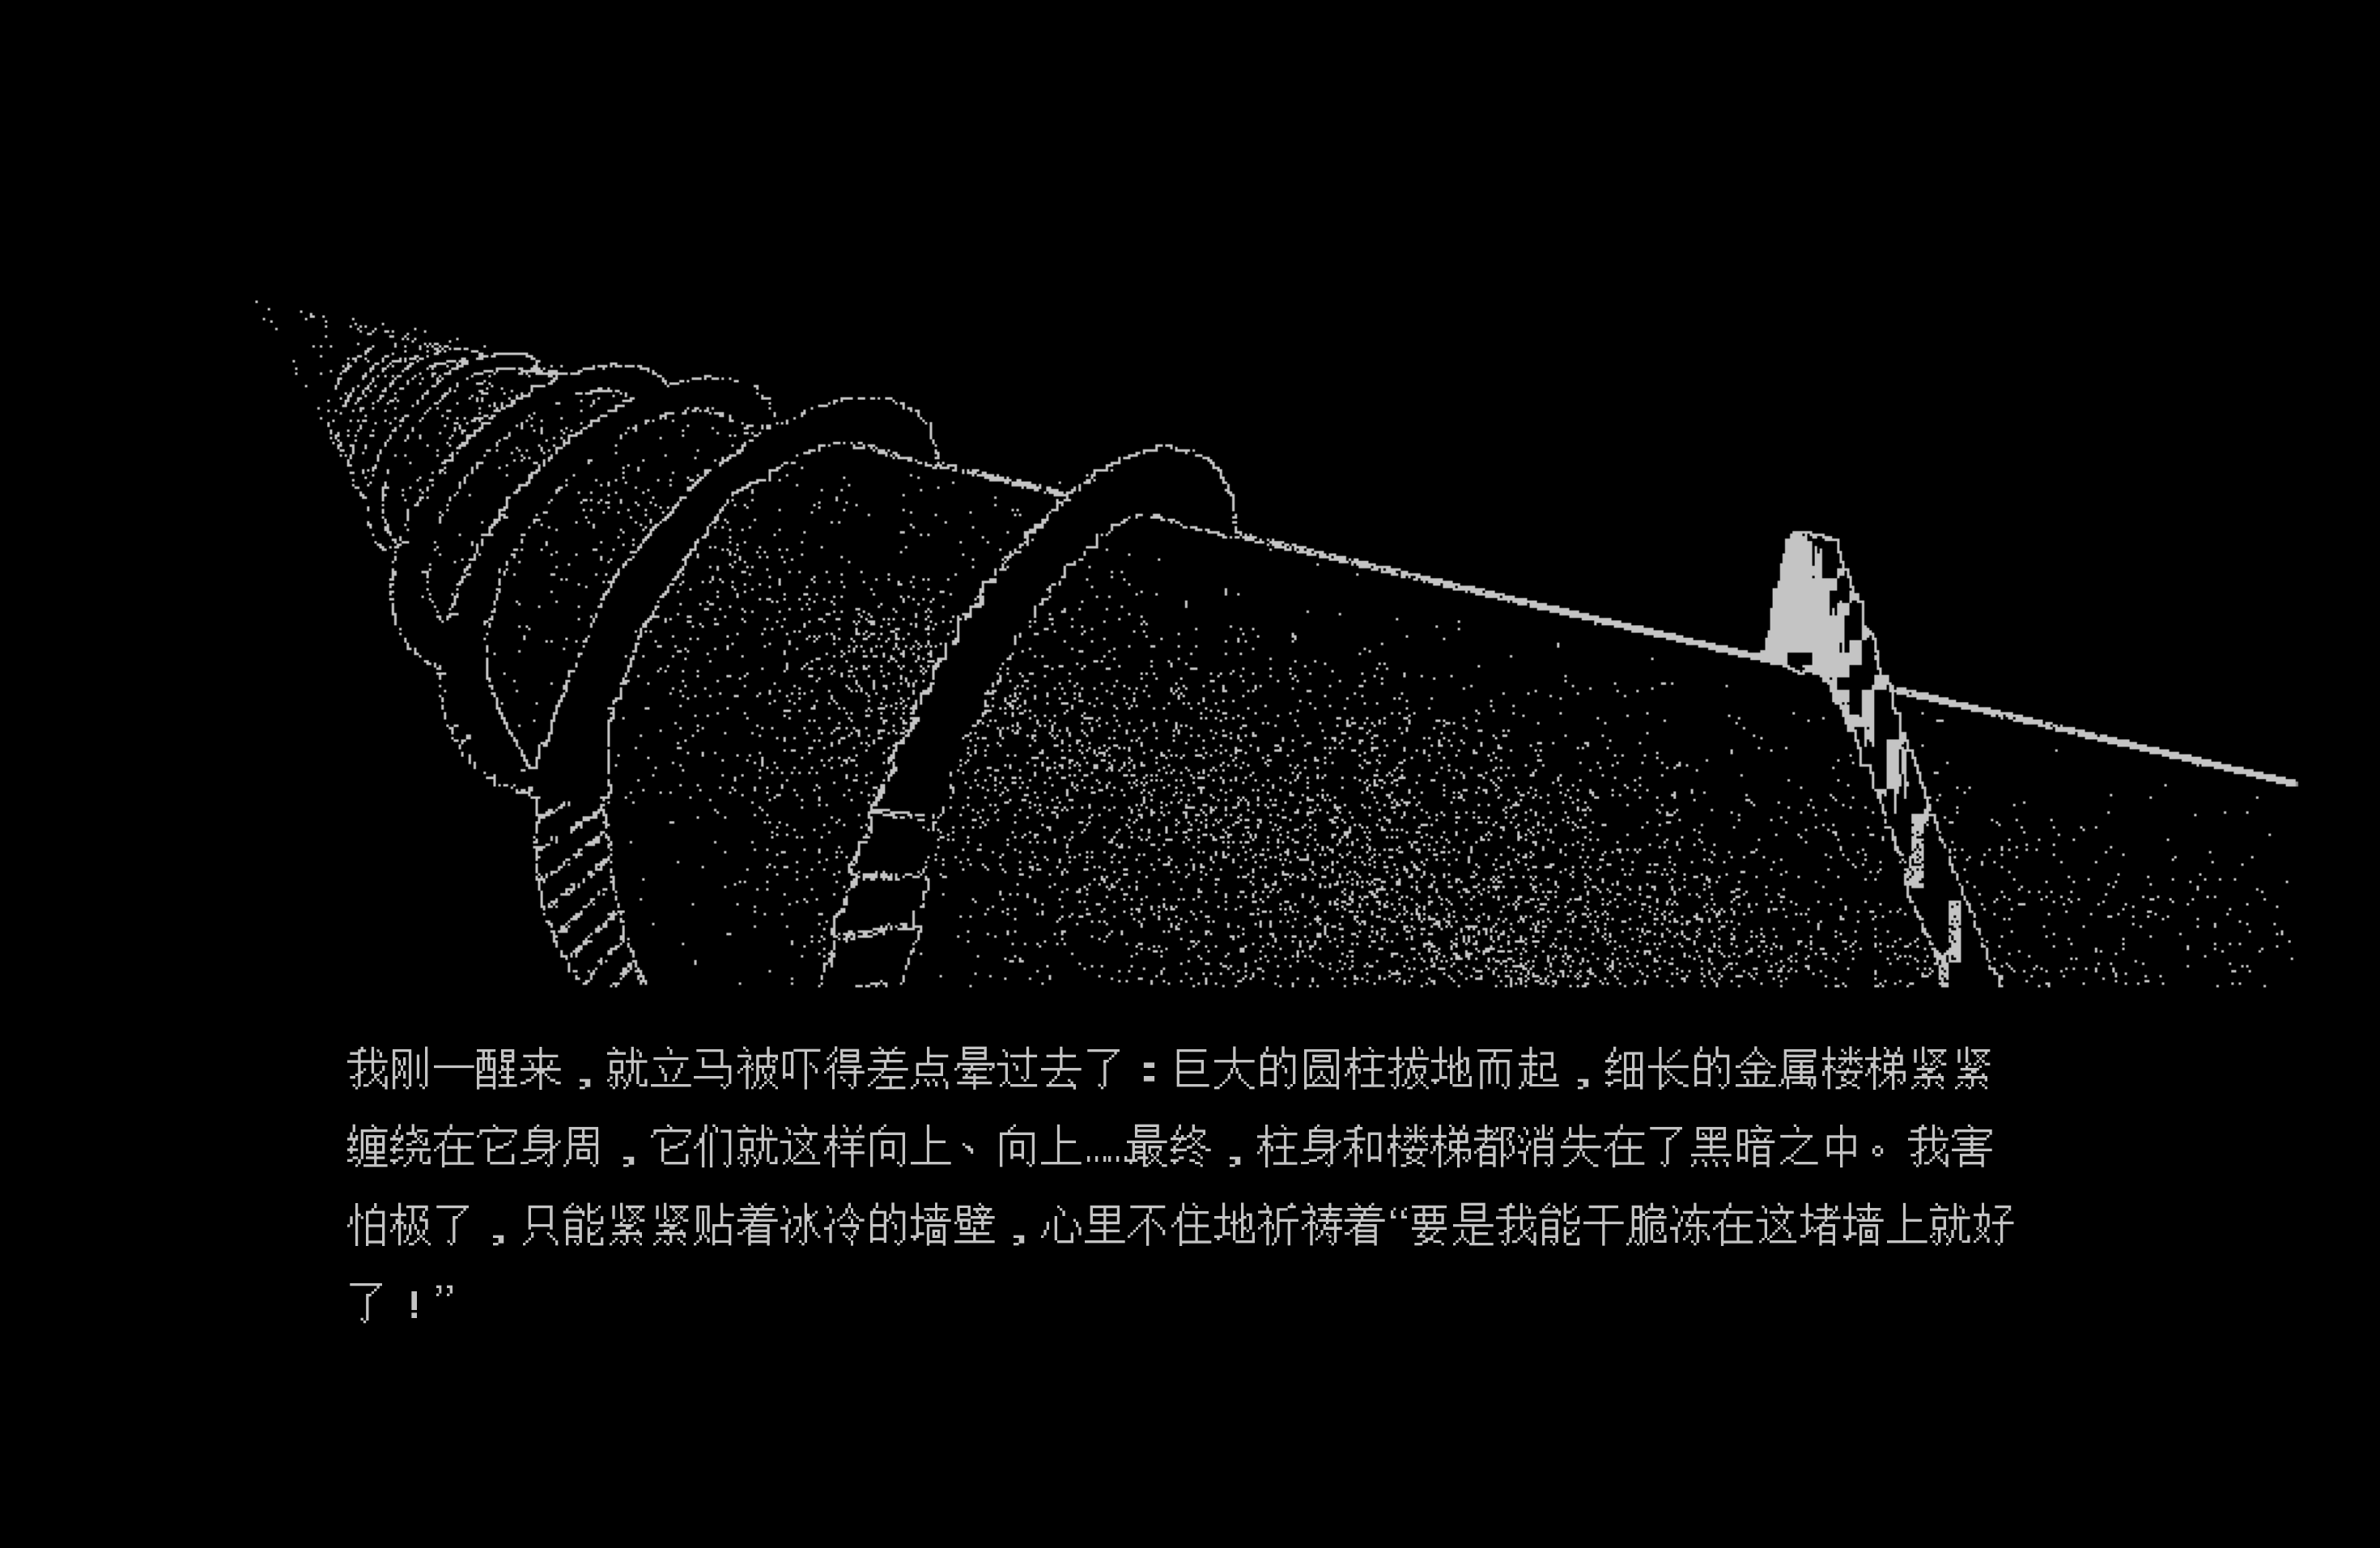 我刚一醒来，就立马被吓得差点晕过去了：巨大的圆柱拔地而起，细长的金属楼梯紧紧
缠绕在它身周，它们就这样向上、向上……最终，柱身和楼梯都消失在了黑暗之中。我害
怕极了，只能紧紧贴着冰冷的墙壁，心里不住地祈祷着“要是我能干脆冻在这堵墙上就好
了！”